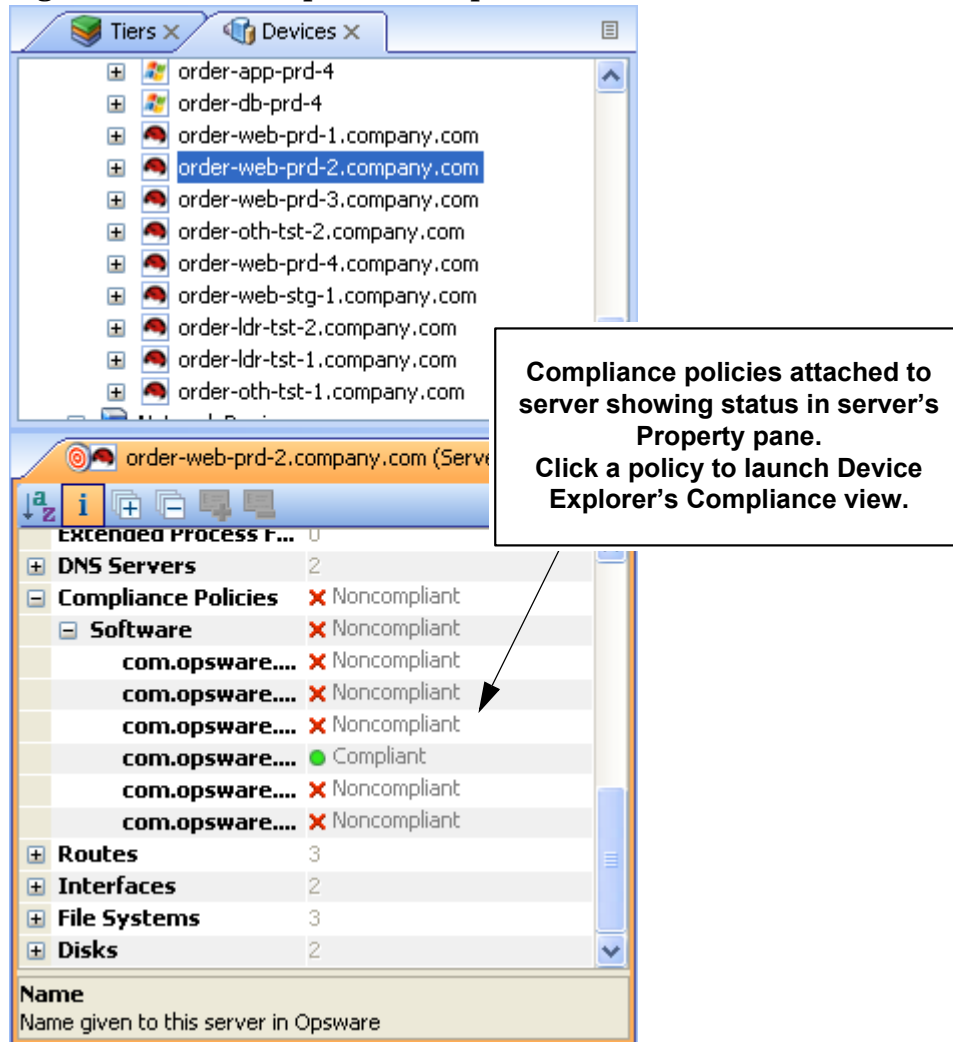 Tiers
Devices
order-app-prd-4
order-db-prd-4
order-web-prd-1.company.com
order-web-prd-2.company.com
order-web-prd-3.company.com
order-oth-tst-2.company.com
order-web-prd-4.company.com
order-web-stg-1.company.com
order-ldr-tst-2.company.com
order-ldr-tst-1.company.com
order-oth-tst-1.company.com
Compliance policies attached to
server showing status in server's
Property pane.
Click a policy to launch Device
Explorer's Compliance view.
order-web-prd-2.company.com (Serve
Extended Process F... 0
DNS Servers 2
Compliance Policies Noncompliant
Software Noncompliant
com.opsware.... Noncompliant
com.opsware.... Noncompliant
com.opsware.... Noncompliant
com.opsware.... Compliant
com.opsware.... Noncompliant
com.opsware.... Noncompliant
Routes 3
Interfaces 2
File Systems 3
Disks 2
Name
Name given to this server in Opsware